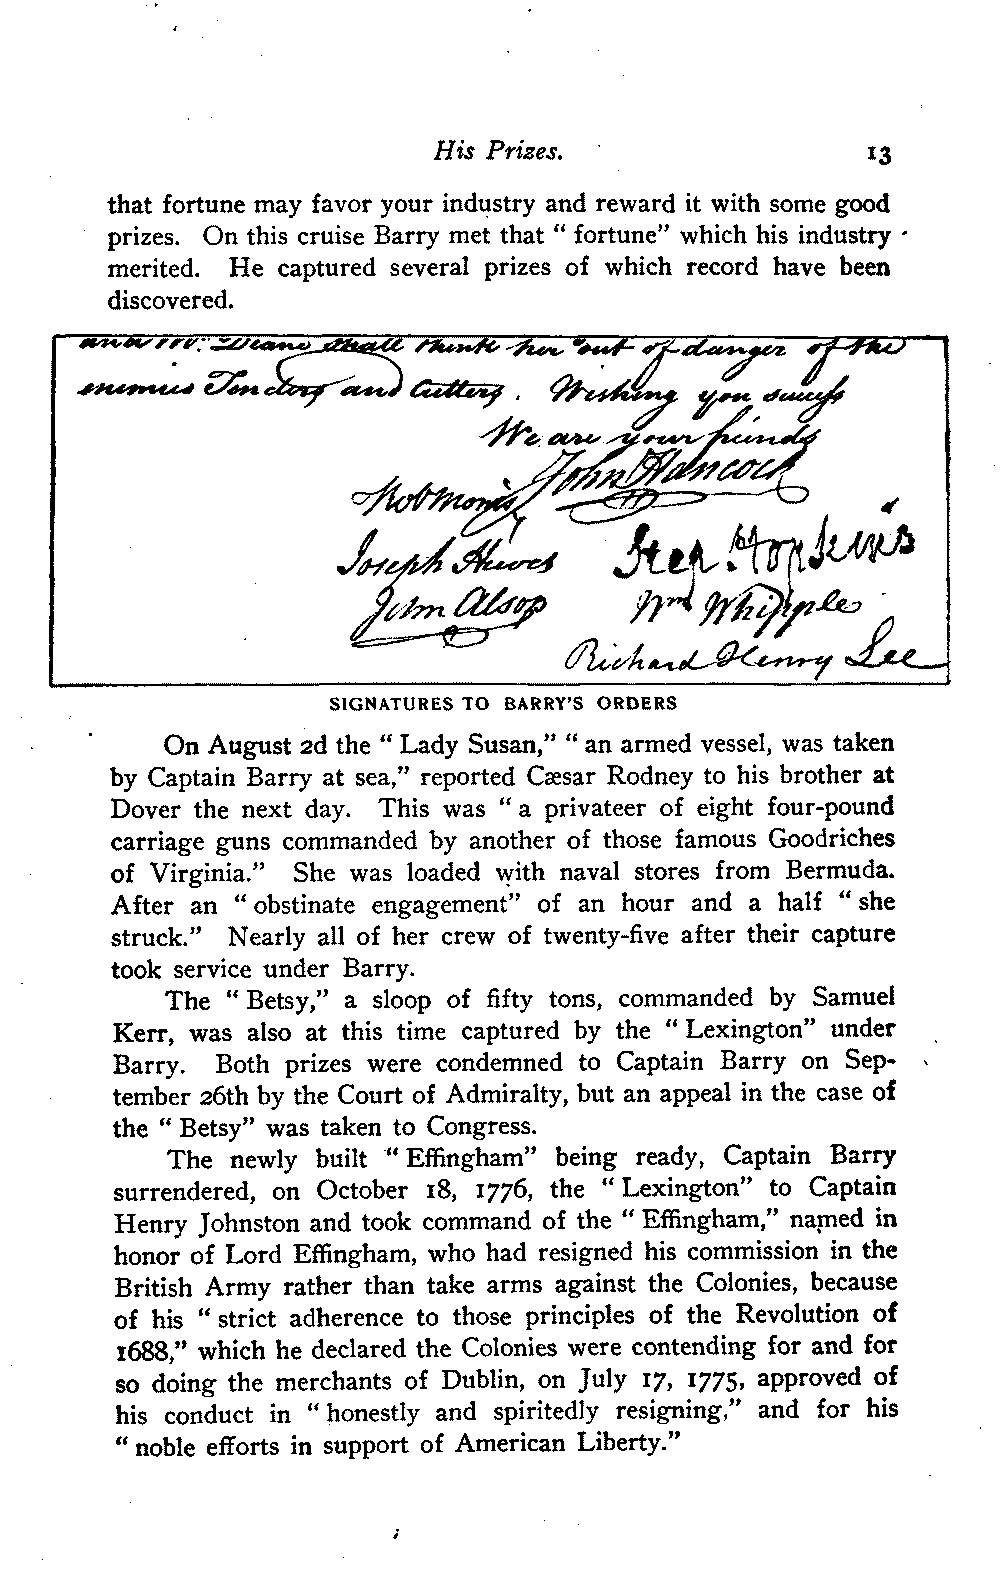 His Prizes. 13
that fortune may favor your industry and reward it with some good
prizes. On this cruise Barry met that “ fortune” which his industry
merited. He captured several prizes of which record have been
discovered.
and Mr. Deane shall think her out of danger of the
enemies Tenders and Cutters. Wishing you success
We are your friends
John Hancock
Rob Morris
Joseph Hewes Step. Hopkins
John Alsop Wm Whipple
Richard Henry Lee
SIGNATURES TO BARRY’S ORDERS
On August 2d the “ Lady Susan,” “ an armed vessel, was taken
by Captain Barry at sea,” reported Cæsar Rodney to his brother at
Dover the next day. This was “ a privateer of eight four-pound
carriage guns commanded by another of those famous Goodriches
of Virginia.” She was loaded with naval stores from Bermuda.
After an “ obstinate engagement” of an hour and a half “ she
struck.” Nearly all of her crew of twenty-five after their capture
took service under Barry.
The “ Betsy,” a sloop of fifty tons, commanded by Samuel
Kerr, was also at this time captured by the “ Lexington” under
Barry. Both prizes were condemned to Captain Barry on Sep-
tember 26th by the Court of Admiralty, but an appeal in the case of
the “ Betsy” was taken to Congress.
The newly built “ Effingham” being ready, Captain Barry
surrendered, on October 18, 1776, the “ Lexington” to Captain
Henry Johnston and took command of the “ Effingham,” named in
honor of Lord Effingham, who had resigned his commission in the
British Army rather than take arms against the Colonies, because
of his “ strict adherence to those principles of the Revolution of
1688,” which he declared the Colonies were contending for and for
so doing the merchants of Dublin, on July 17, 1775, approved of
his conduct in “ honestly and spiritedly resigning,” and for his
“ noble efforts in support of American Liberty.”